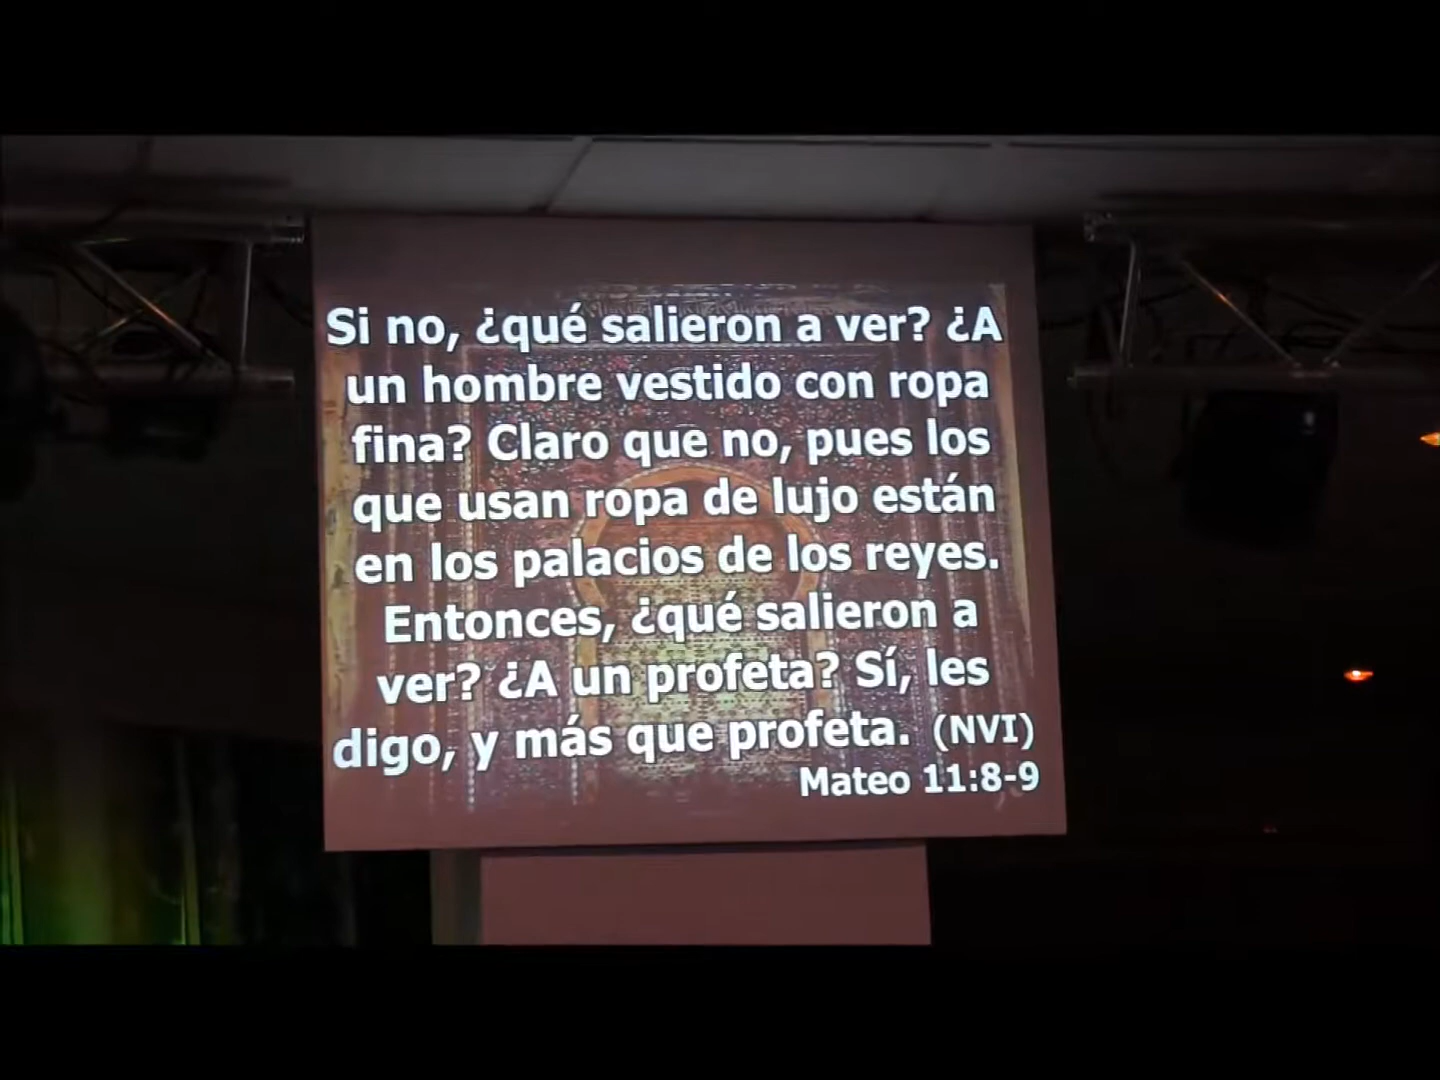 Si no, ¿qué salieron a ver? ¿A
un hombre vestido con ropa
fina? Claro que no, pues los
que usan ropa de lujo están
en los palacios de los reyes.
Entonces, ¿qué salieron a
ver? ¿A un profeta? Sí, les
digo, y más que profeta. (NVI)
Mateo 11:8-9